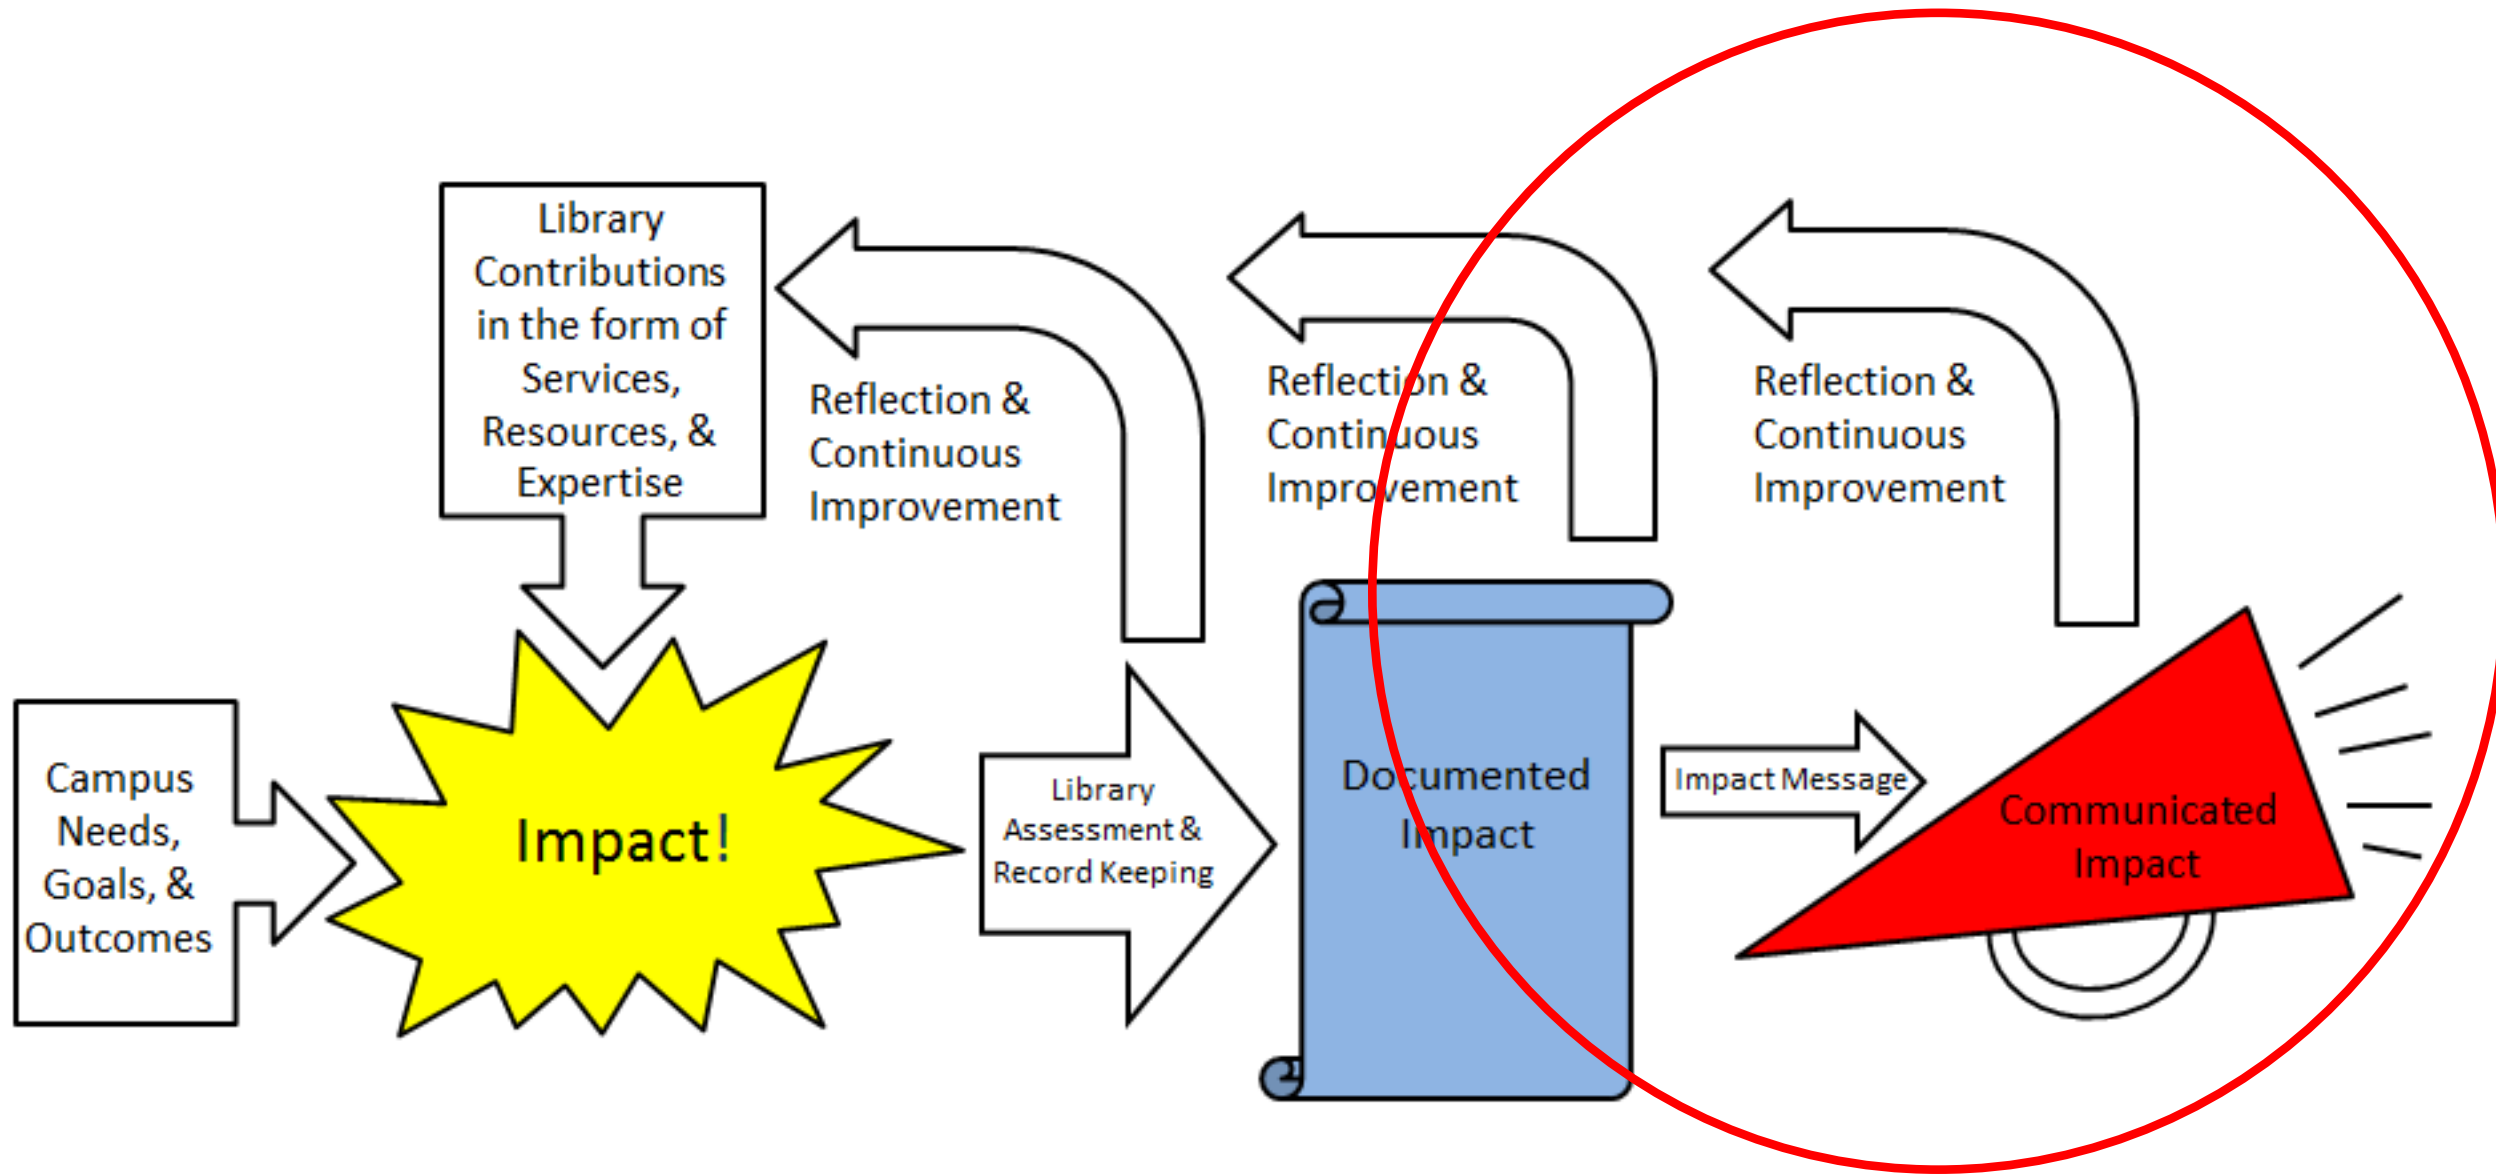 Library
Contributions
in the form of
Services,
Resources, &
Expertise
Reflection &
Continuous
Improvement
Reflection &
Continuous
Improvement
Reflection &
Continuous
Improvement
Campus
Needs,
Goals, &
Outcomes
Impact!
Library
Assessment &
Record Keeping
Documented
Impact
Impact Message
Communicated
Impact